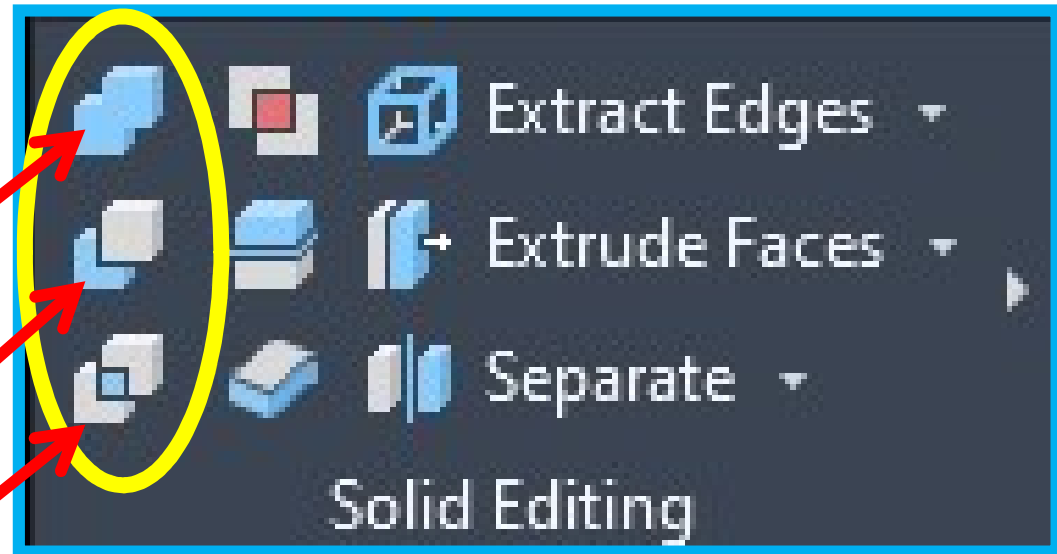 Extract Edges
Extrude Faces
Separate
Solid Editing